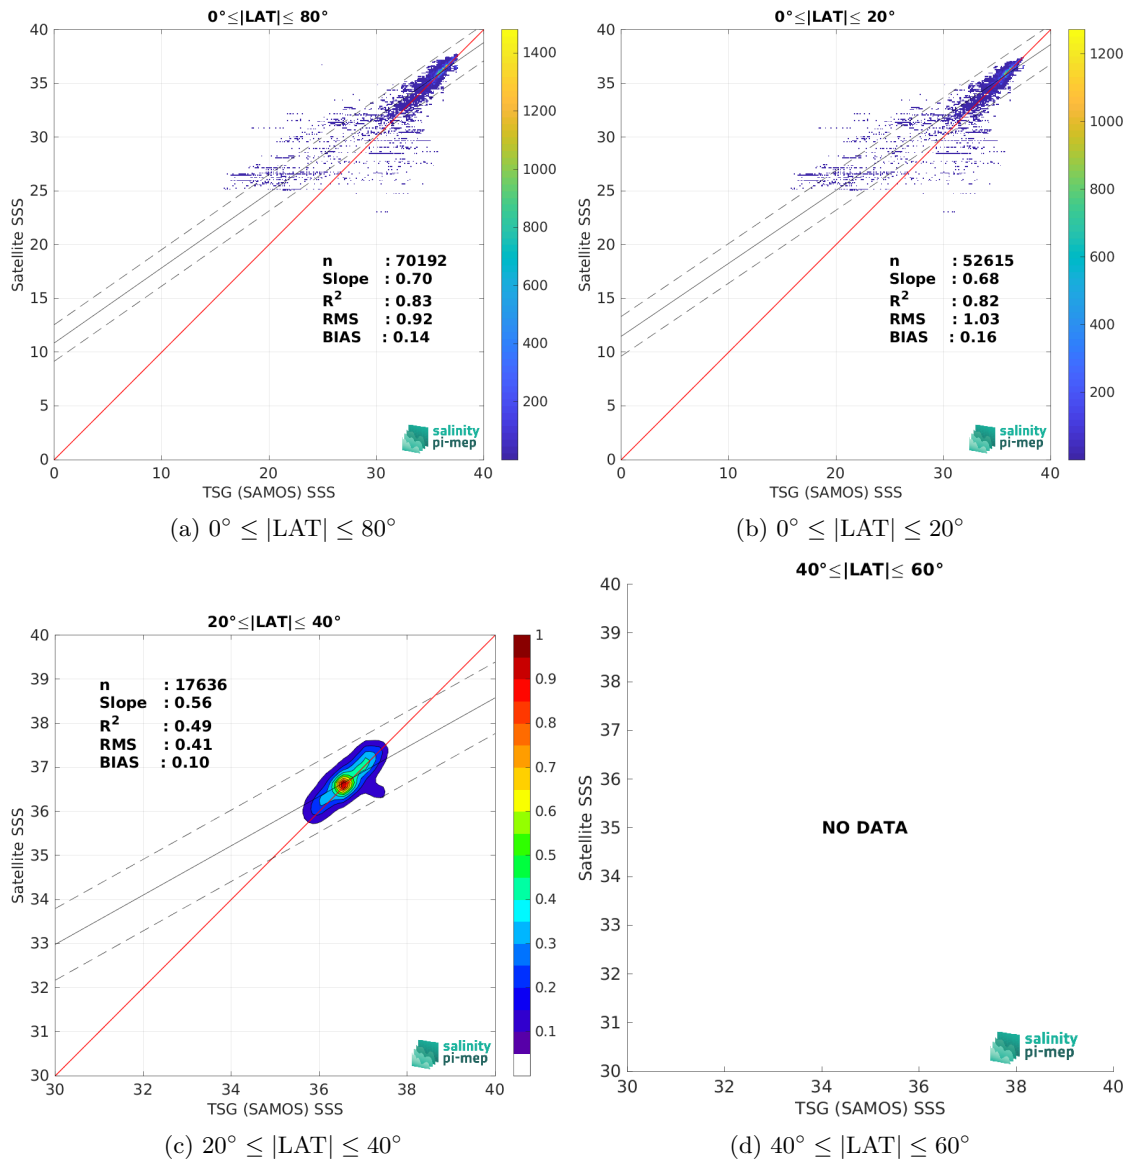 0°≤|LAT|≤ 80°
Satellite SSS
40
35
30
25
20
15
10
5
0
n : 70192
Slope : 0.70
R² : 0.83
RMS : 0.92
BIAS : 0.14
salinity
pi-mep
0 10 20 30 40
TSG (SAMOS) SSS
1400
1200
1000
800
600
400
200
(a) 0° ≤ |LAT| ≤ 80°
0°≤|LAT|≤ 20°
Satellite SSS
40
35
30
25
20
15
10
5
0
n : 52615
Slope : 0.68
R² : 0.82
RMS : 1.03
BIAS : 0.16
salinity
pi-mep
0 10 20 30 40
TSG (SAMOS) SSS
1200
1000
800
600
400
200
(b) 0° ≤ |LAT| ≤ 20°
20°≤|LAT|≤ 40°
Satellite SSS
40
39
38
37
36
35
34
33
32
31
30
n : 17636
Slope : 0.56
R² : 0.49
RMS : 0.41
BIAS : 0.10
salinity
pi-mep
30 32 34 36 38 40
TSG (SAMOS) SSS
1
0.9
0.8
0.7
0.6
0.5
0.4
0.3
0.2
0.1
(c) 20° ≤ |LAT| ≤ 40°
40°≤|LAT|≤ 60°
Satellite SSS
40
39
38
37
36
35
34
33
32
31
30
NO DATA
salinity
pi-mep
30 32 34 36 38 40
TSG (SAMOS) SSS
(d) 40° ≤ |LAT| ≤ 60°